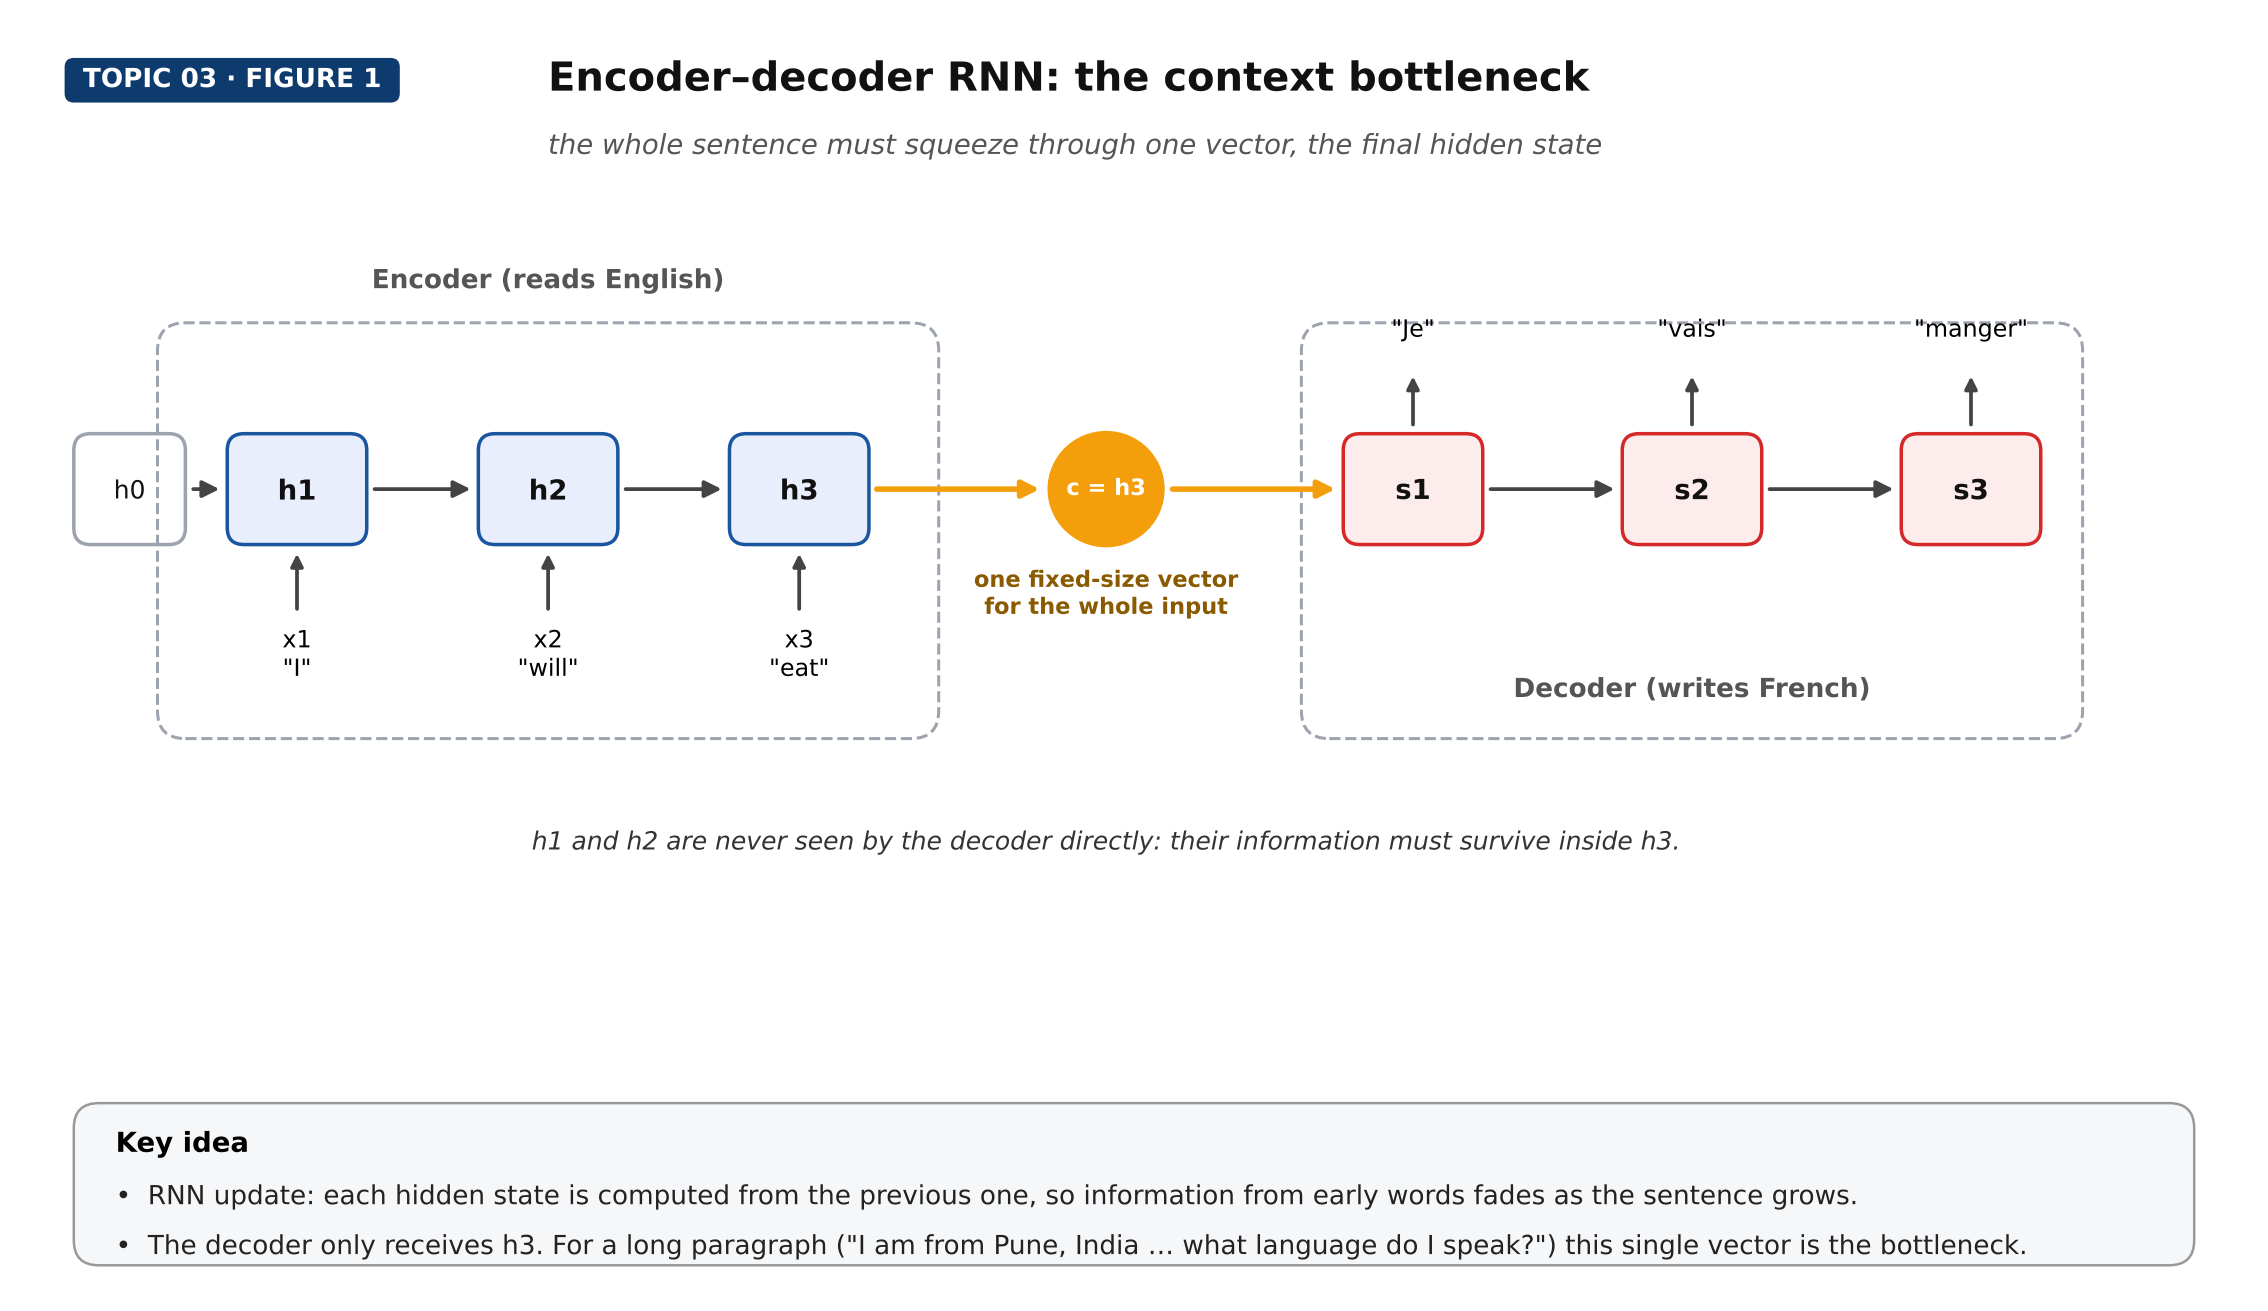 TOPIC 03 · FIGURE 1
Encoder–decoder RNN: the context bottleneck
the whole sentence must squeeze through one vector, the final hidden state
Encoder (reads English)
"Je"
"vais"
"manger"
h0
h1
h2
h3
c = h3
s1
s2
s3
one fixed-size vector
for the whole input
x1
"I"
x2
"will"
x3
"eat"
Decoder (writes French)
h1 and h2 are never seen by the decoder directly: their information must survive inside h3.
Key idea
• RNN update: each hidden state is computed from the previous one, so information from early words fades as the sentence grows.
• The decoder only receives h3. For a long paragraph ("I am from Pune, India ... what language do I speak?") this single vector is the bottleneck.